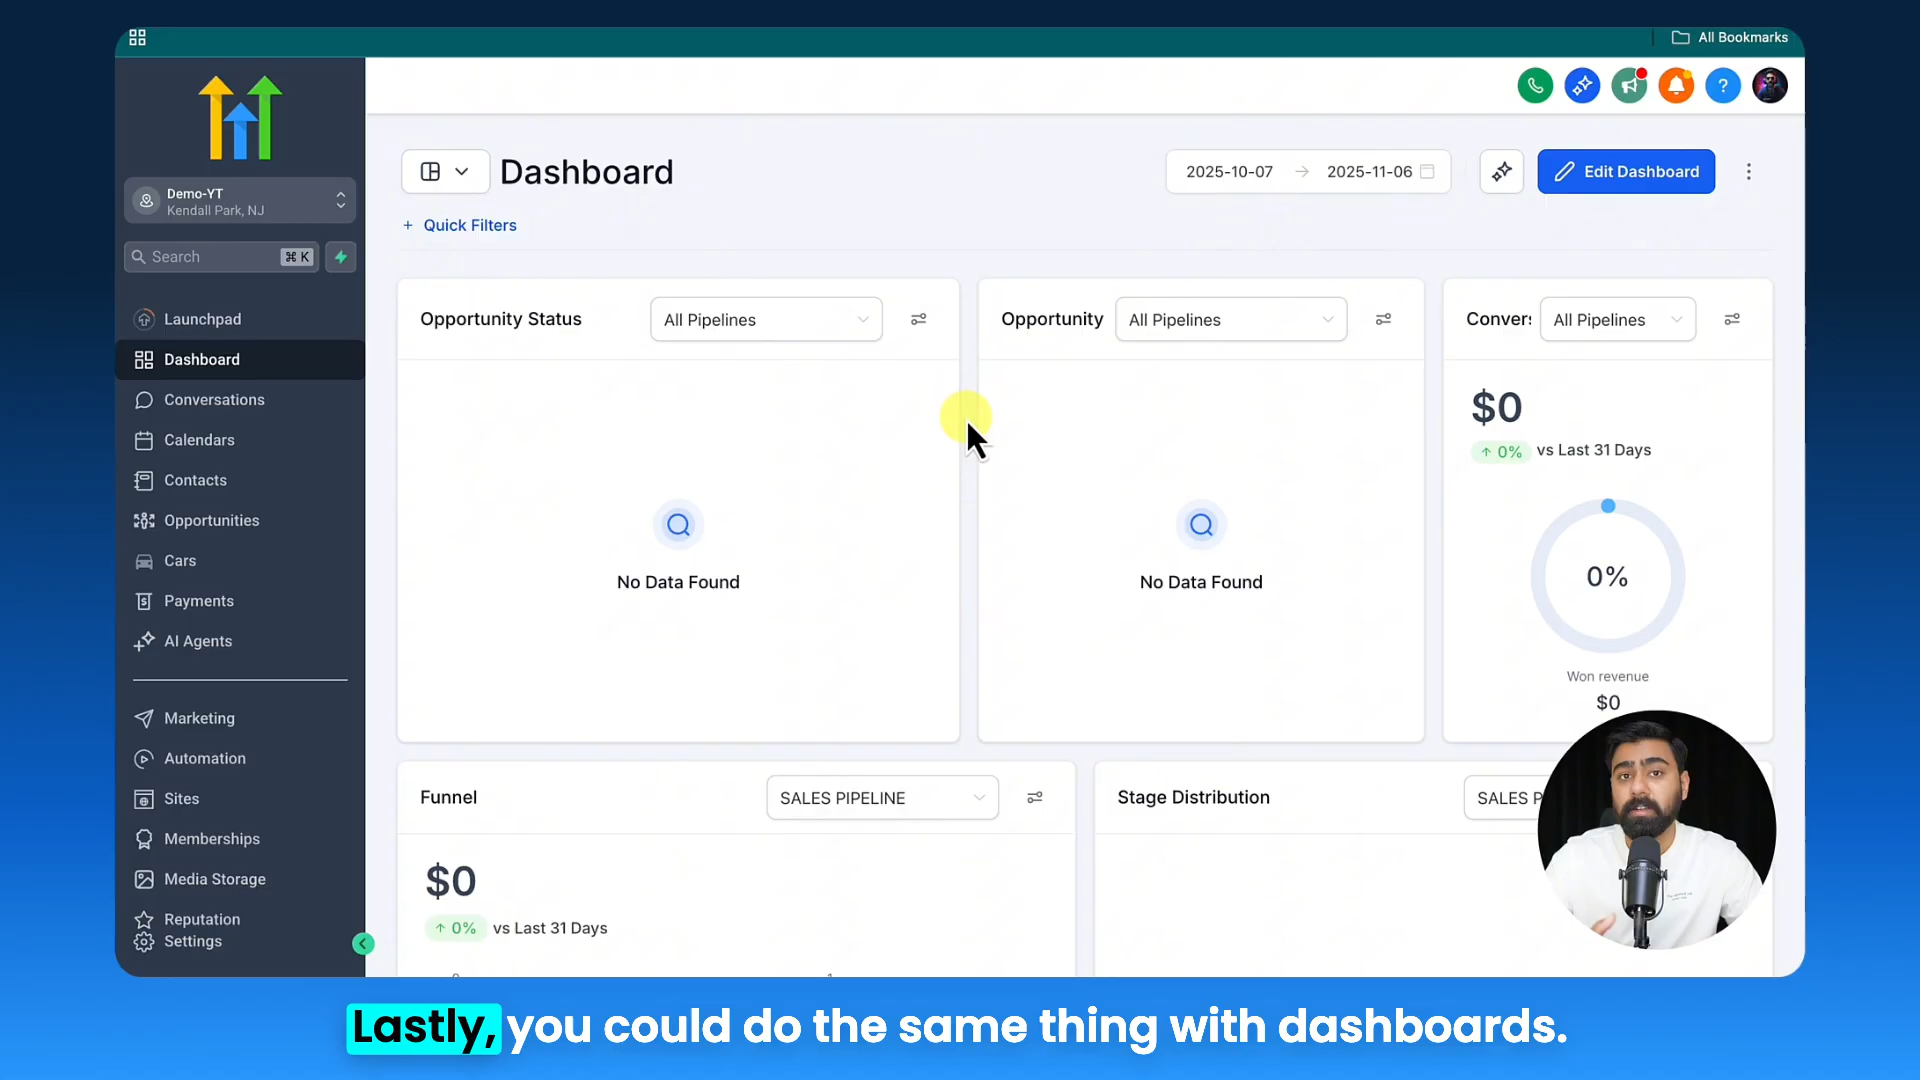 All Bookmarks
Demo-YT
Kendall Park, NJ
Search
⌘ K
Launchpad
Dashboard
Conversations
Calendars
Contacts
Opportunities
Cars
Payments
AI Agents
Marketing
Automation
Sites
Memberships
Media Storage
Reputation
Settings
Dashboard
2025-10-07 → 2025-11-06
Edit Dashboard
+ Quick Filters
Opportunity Status
All Pipelines
No Data Found
Opportunity
All Pipelines
No Data Found
Convers
All Pipelines
$0
↑ 0% vs Last 31 Days
0%
Won revenue
$0
Funnel
SALES PIPELINE
$0
↑ 0% vs Last 31 Days
Stage Distribution
SALES P
Lastly, you could do the same thing with dashboards.